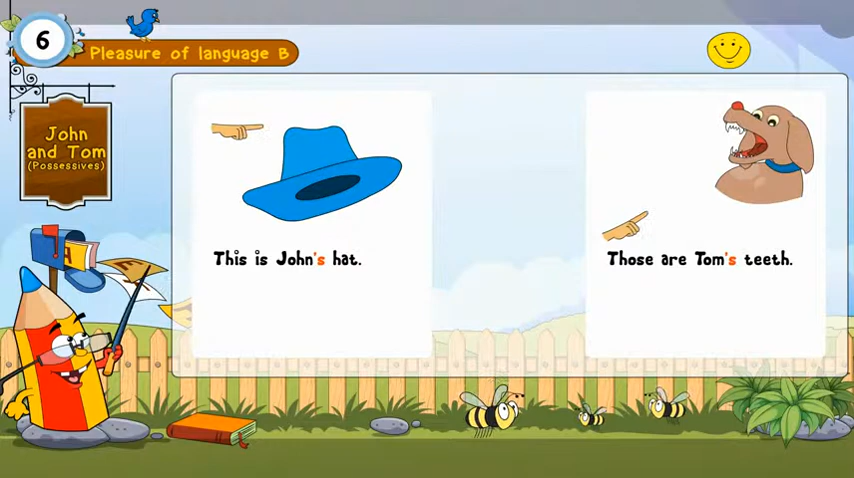 6
Pleasure of language B
John
and Tom
(Possessives)
This is John's hat.
Those are Tom's teeth.
A
E